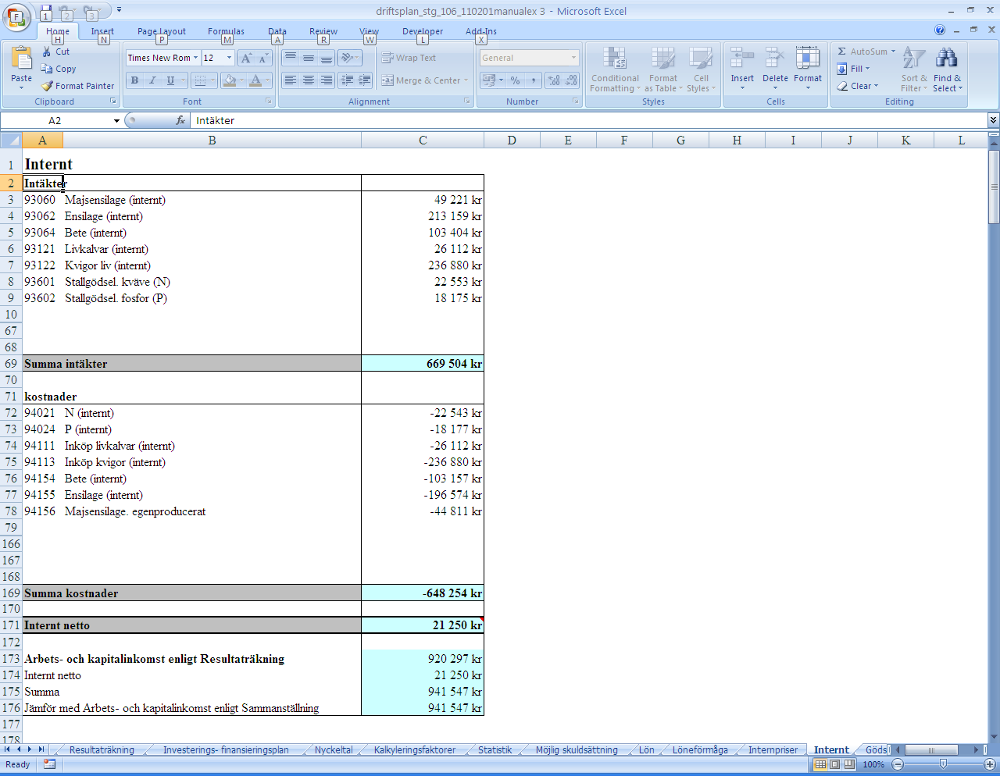 driftsplan_stg_106_110201manualex 3 - Microsoft Excel
F 1 2 3
Home Insert Page Layout Formulas Data Review View Developer Add-Ins
H N P M A R W L X
Paste Cut Copy Format Painter
Times New Rom 12
B I U
Wrap Text
Merge & Center
General
% ,
Conditional Formatting Format as Table Cell Styles
Insert Delete Format
Σ AutoSum Fill Clear
Sort & Filter Find & Select
Clipboard Font Alignment Number Styles Cells Editing
A2 fx Intäkter
A B C D E F G H I J K L
1 Internt
2 Intäkter
3 93060 Majsensilage (internt) 49 221 kr
4 93062 Ensilage (internt) 213 159 kr
5 93064 Bete (internt) 103 404 kr
6 93121 Livkalvar (internt) 26 112 kr
7 93122 Kvigor liv (internt) 236 880 kr
8 93601 Stallgödsel. kväve (N) 22 553 kr
9 93602 Stallgödsel. fosfor (P) 18 175 kr
10
67
68
69 Summa intäkter 669 504 kr
70
71 kostnader
72 94021 N (internt) -22 543 kr
73 94024 P (internt) -18 177 kr
74 94111 Inköp livkalvar (internt) -26 112 kr
75 94113 Inköp kvigor (internt) -236 880 kr
76 94154 Bete (internt) -103 157 kr
77 94155 Ensilage (internt) -196 574 kr
78 94156 Majsensilage. egenproducerat -44 811 kr
79
166
167
168
169 Summa kostnader -648 254 kr
170
171 Internt netto 21 250 kr
172
173 Arbets- och kapitalinkomst enligt Resultaträkning 920 297 kr
174 Internt netto 21 250 kr
175 Summa 941 547 kr
176 Jämför med Arbets- och kapitalinkomst enligt Sammanställning 941 547 kr
177
178
Resultaträkning Investerings- finansieringsplan Nyckeltal Kalkyleringsfaktorer Statistik Möjlig skuldsättning Lön Löneförmåga Internpriser Internt Göds
Ready 100%